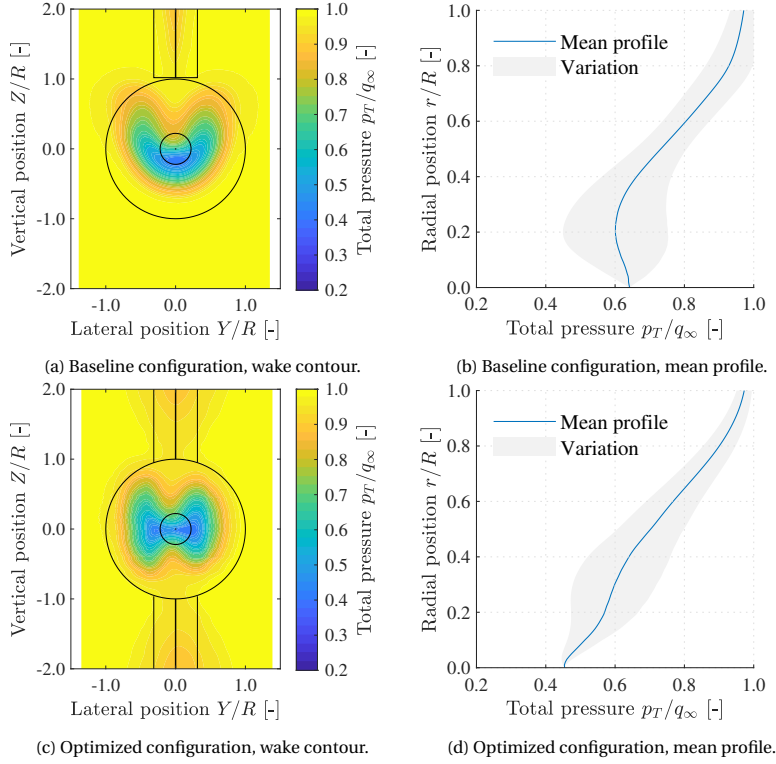 2.0
1.0
0.0
-1.0
-2.0
Vertical position Z/R [-]
-1.0 0.0 1.0
Lateral position Y/R [-]
1.0
0.9
0.8
0.7
0.6
0.5
0.4
0.3
0.2
Total pressure p_T/q_∞ [-]
(a) Baseline configuration, wake contour.
1.0
0.8
0.6
0.4
0.2
0.0
Radial position r/R [-]
Mean profile
Variation
0.2 0.4 0.6 0.8 1.0
Total pressure p_T/q_∞ [-]
(b) Baseline configuration, mean profile.
2.0
1.0
0.0
-1.0
-2.0
Vertical position Z/R [-]
-1.0 0.0 1.0
Lateral position Y/R [-]
1.0
0.9
0.8
0.7
0.6
0.5
0.4
0.3
0.2
Total pressure p_T/q_∞ [-]
(c) Optimized configuration, wake contour.
1.0
0.8
0.6
0.4
0.2
0.0
Radial position r/R [-]
Mean profile
Variation
0.2 0.4 0.6 0.8 1.0
Total pressure p_T/q_∞ [-]
(d) Optimized configuration, mean profile.